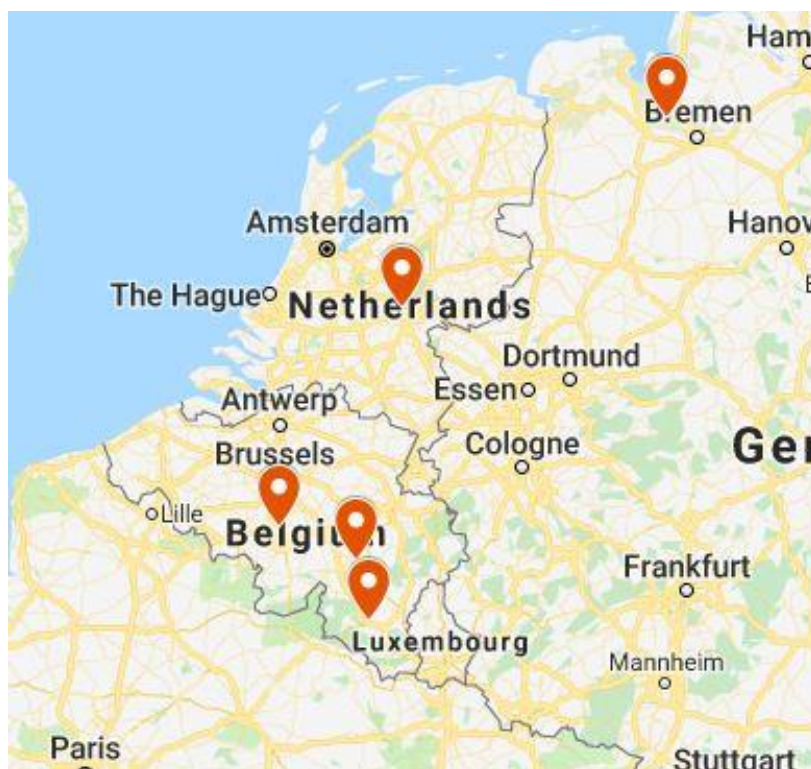 Ham
Bremen
Amsterdam
Hanov
The Hague
Netherlands
Dortmund
Essen
Antwerp
Cologne
Ger
Brussels
Lille
Belgium
Frankfurt
Luxembourg
Mannheim
Paris
Stuttgart